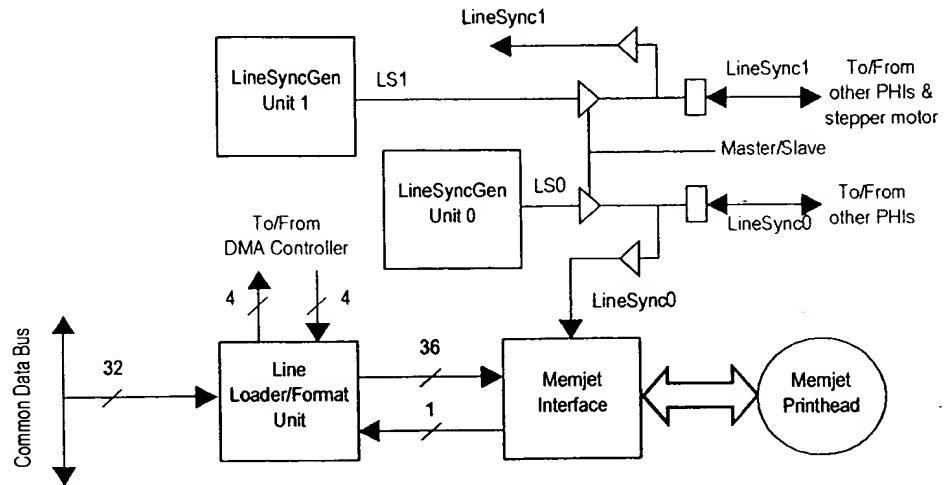 LineSync1
LineSyncGen
Unit 1
LS1
LineSync1
To/From
other PHIs &
stepper motor
Master/Slave
LineSyncGen
Unit 0
LS0
To/From
other PHIs
LineSync0
To/From
DMA Controller
4
4
LineSync0
Common Data Bus
32
Line
Loader/Format
Unit
36
1
Memjet
Interface
Memjet
Printhead